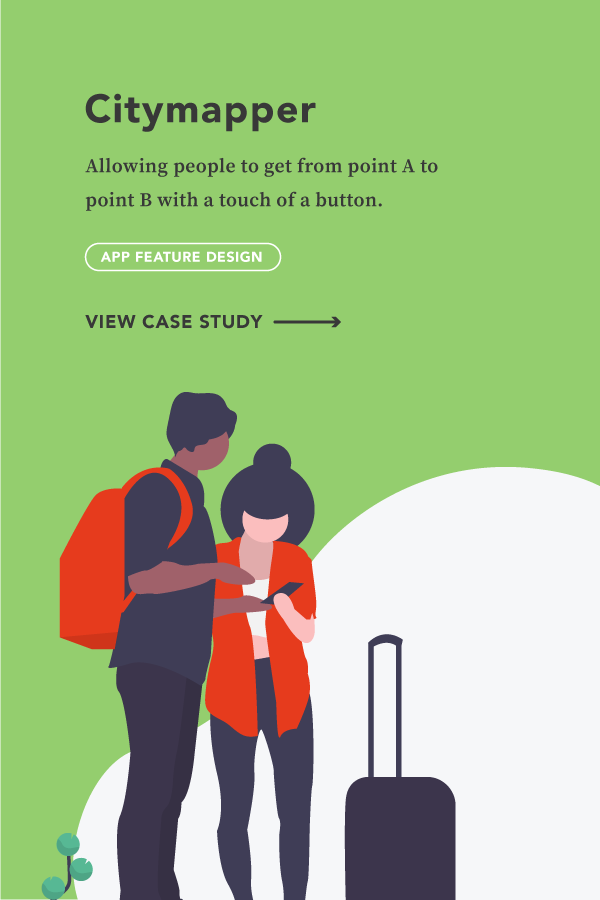 Citymapper
Allowing people to get from point A to
point B with a touch of a button.
APP FEATURE DESIGN
VIEW CASE STUDY